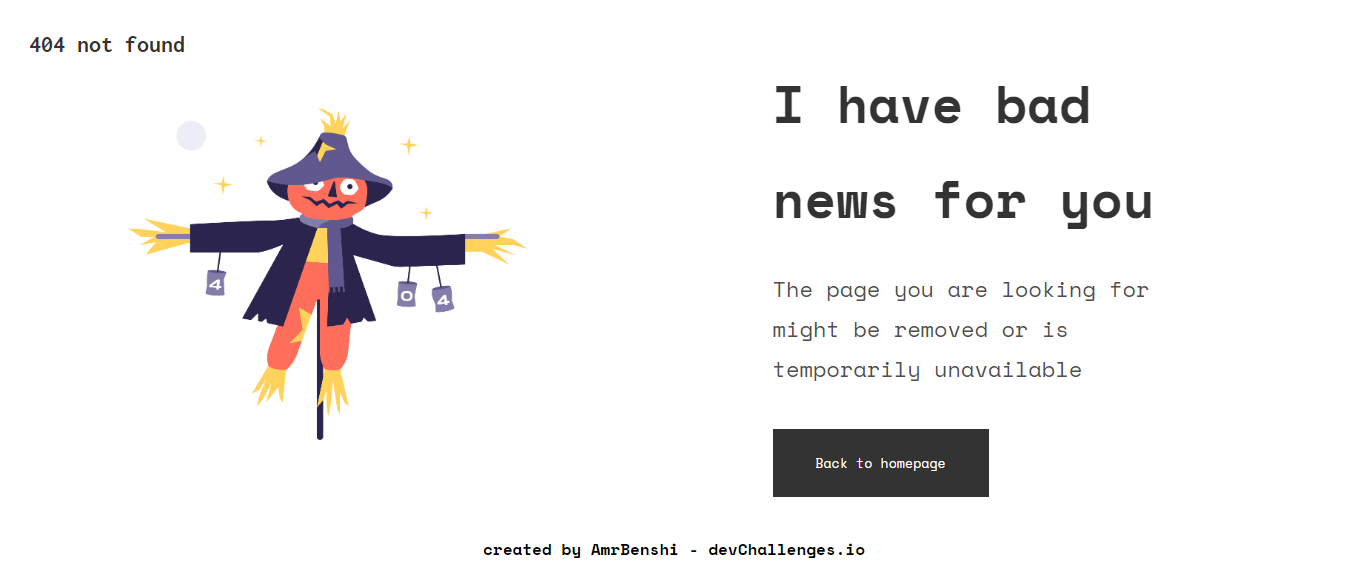 404 not found
4
0
4
I have bad
news for you
The page you are looking for
might be removed or is
temporarily unavailable
Back to homepage
created by AmrBenshi - devChallenges.io